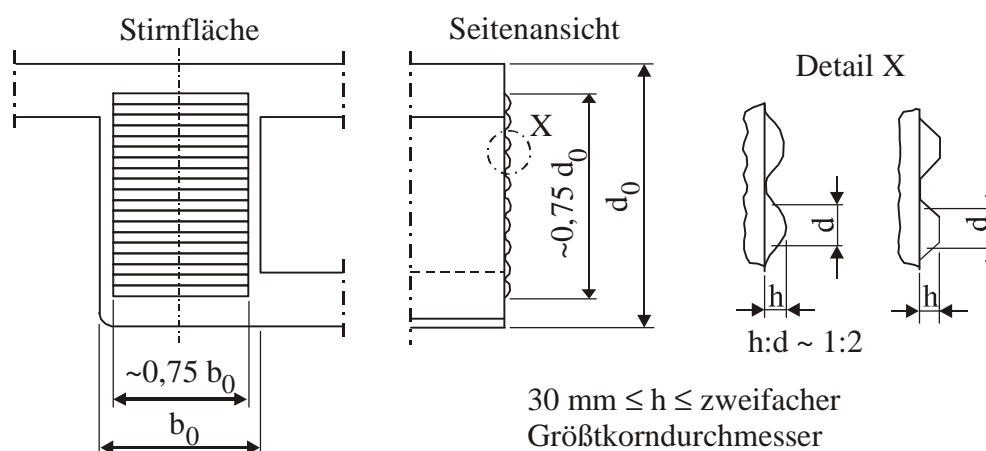 Stirnfläche
Seitenansicht
Detail X
X
~0,75 d0
d0
d
d
h
h
h:d ~ 1:2
~0,75 b0
b0
30 mm ≤ h ≤ zweifacher
Größtkorndurchmesser